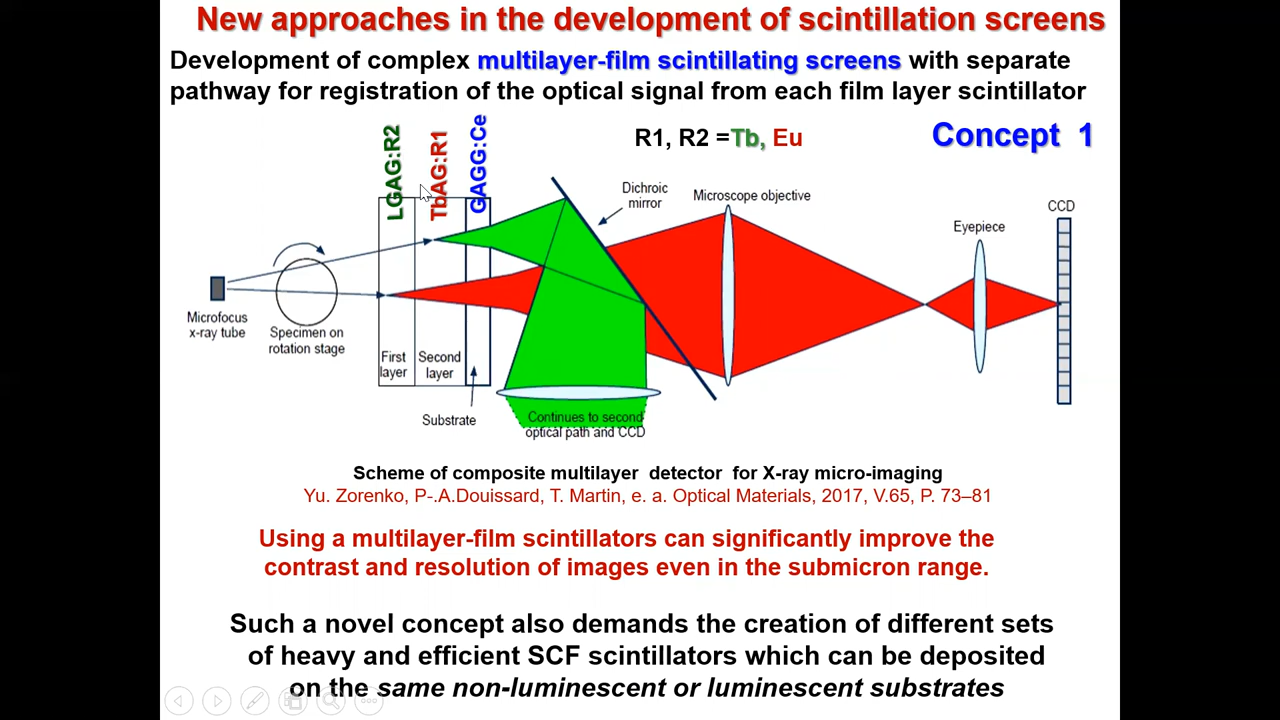 New approaches in the development of scintillation screens
Development of complex multilayer-film scintillating screens with separate
pathway for registration of the optical signal from each film layer scintillator
LGAG:R2
TbAG:R1
GAGG:Ce
R1, R2 =Tb, Eu
Concept 1
Dichroic
mirror
Microscope objective
CCD
Eyepiece
Microfocus
x-ray tube
Specimen on
rotation stage
First
layer
Second
layer
Substrate
Continues to second
optical path and CCD
Scheme of composite multilayer detector for X-ray micro-imaging
Yu. Zorenko, P-.A.Douissard, T. Martin, e. a. Optical Materials, 2017, V.65, P. 73–81
Using a multilayer-film scintillators can significantly improve the
contrast and resolution of images even in the submicron range.
Such a novel concept also demands the creation of different sets
of heavy and efficient SCF scintillators which can be deposited
on the same non-luminescent or luminescent substrates